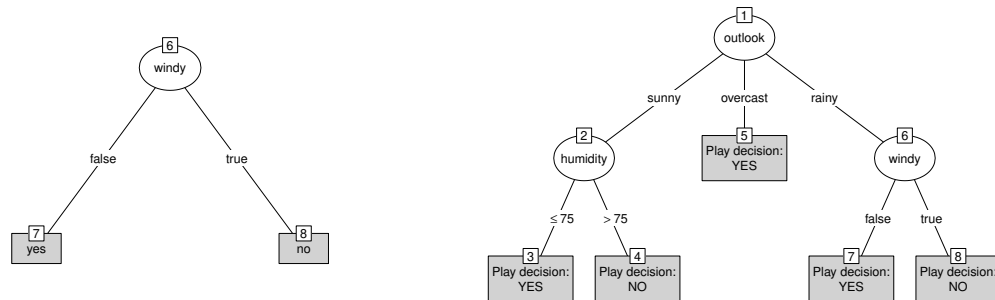 6
windy
false
true
7
yes
8
no
1
outlook
sunny
overcast
rainy
2
humidity
5
Play decision:
YES
6
windy
≤ 75
> 75
false
true
3
Play decision:
YES
4
Play decision:
NO
7
Play decision:
YES
8
Play decision:
NO